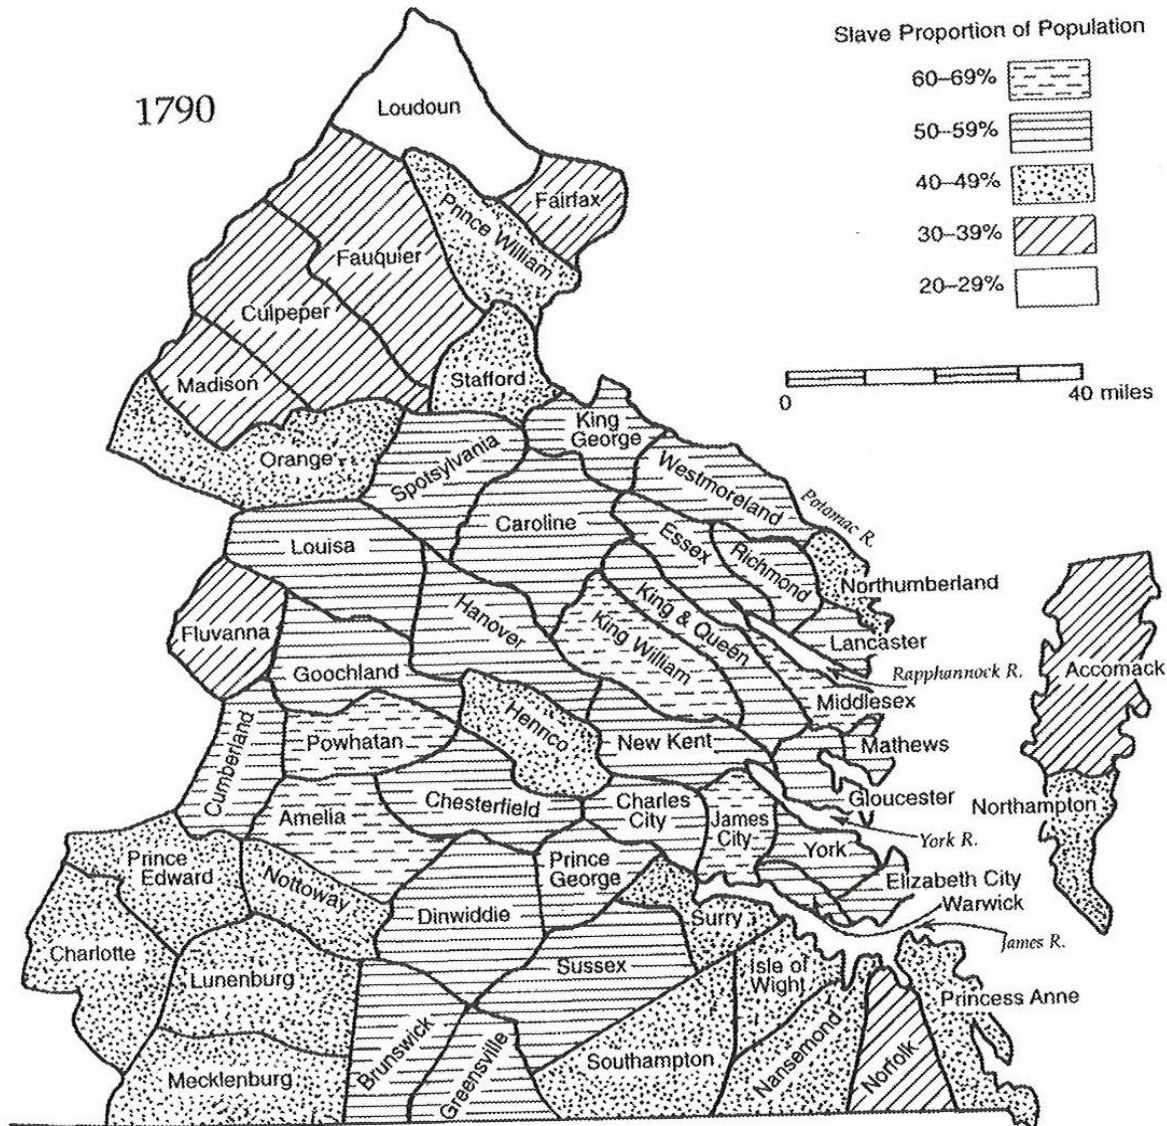 1790
Slave Proportion of Population
60–69%
50–59%
40–49%
30–39%
20–29%
0
40 miles
Loudoun
Fairfax
Prince William
Fauquier
Culpeper
Madison
Stafford
Orange
King
George
Spotsylvania
Westmoreland
Potomac R.
Caroline
Louisa
Essex
Richmond
Northumberland
Fluvanna
Hanover
King & Queen
King William
Lancaster
Rapphannock R.
Accomack
Goochland
Middlesex
Henrico
Powhatan
New Kent
Mathews
Cumberland
Chesterfield
Charles
City
James
City
Gloucester
Northampton
Amelia
York R.
York
Prince
Edward
Nottoway
Prince
George
Elizabeth City
Warwick
Dinwiddie
Surry
James R.
Charlotte
Lunenburg
Sussex
Isle of
Wight
Princess Anne
Brunswick
Greensville
Southampton
Nansemond
Norfolk
Mecklenburg